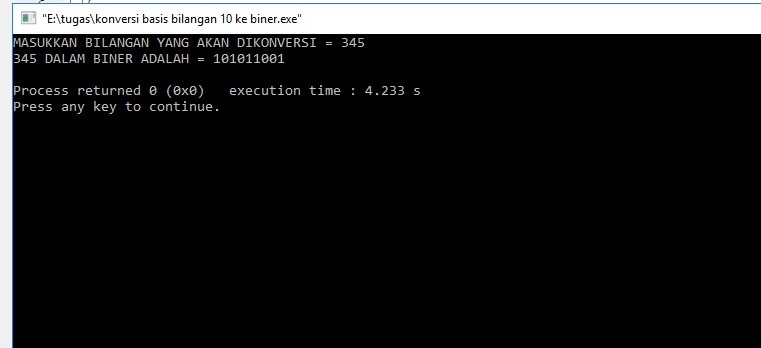 "E:\tugas\konversi basis bilangan 10 ke biner.exe"
MASUKKAN BILANGAN YANG AKAN DIKONVERSI = 345
345 DALAM BINER ADALAH = 101011001
Process returned 0 (0x0)   execution time : 4.233 s
Press any key to continue.